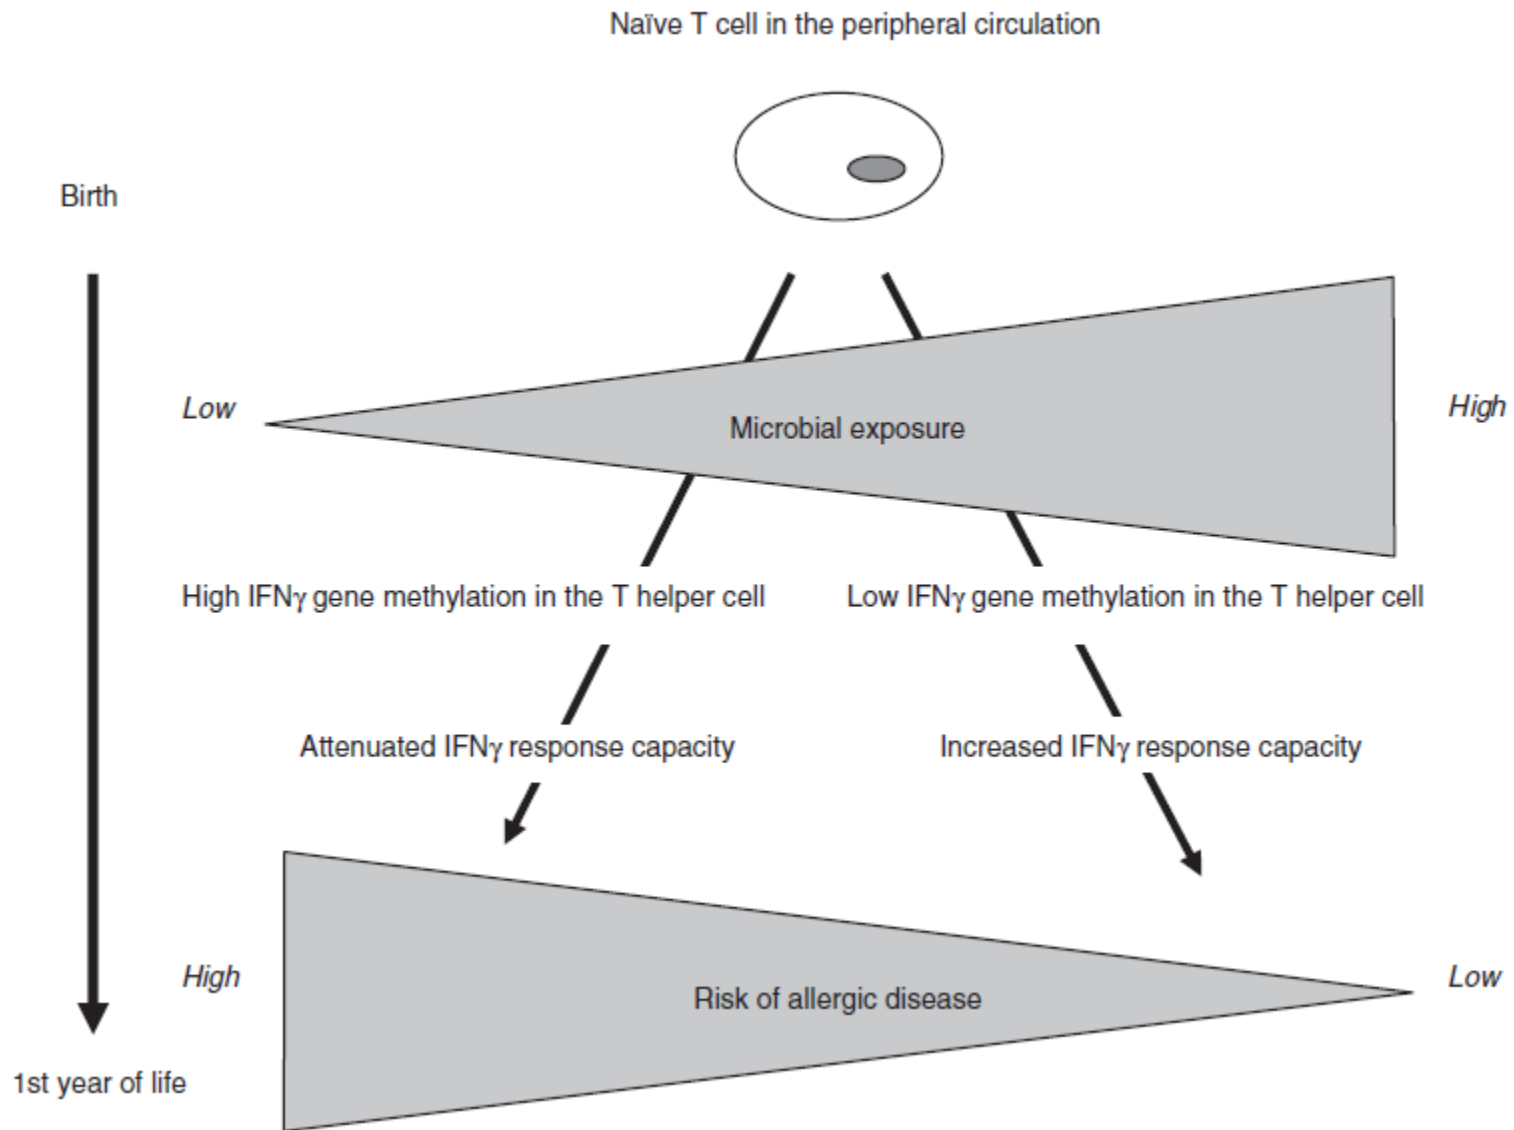 Naïve T cell in the peripheral circulation
Birth
Low
High
Microbial exposure
High IFNγ gene methylation in the T helper cell
Low IFNγ gene methylation in the T helper cell
Attenuated IFNγ response capacity
Increased IFNγ response capacity
High
Low
Risk of allergic disease
1st year of life